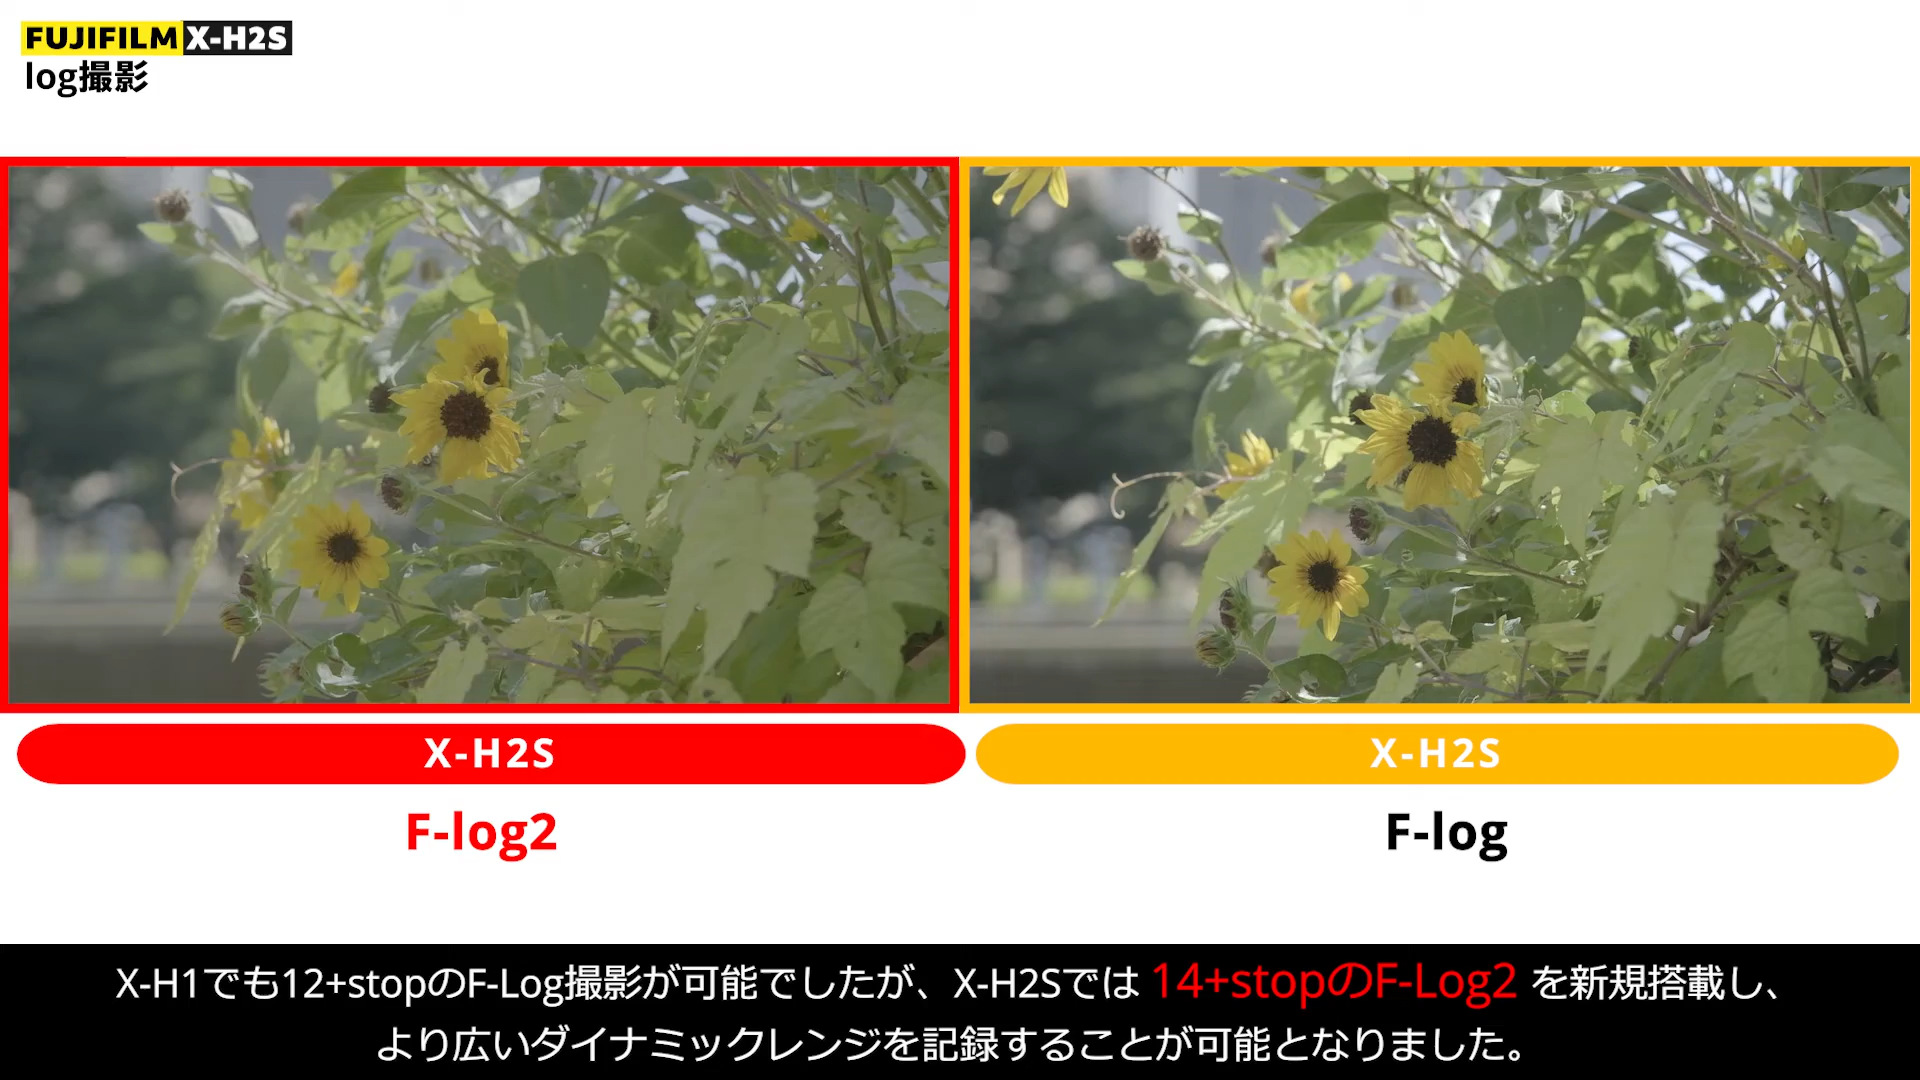 FUJIFILM X-H2S
log撮影
X-H2S
X-H2S
F-log2
F-log
X-H1でも12+stopのF-Log撮影が可能でしたが、X-H2Sでは 14+stopのF-Log2 を新規搭載し、
より広いダイナミックレンジを記録することが可能となりました。